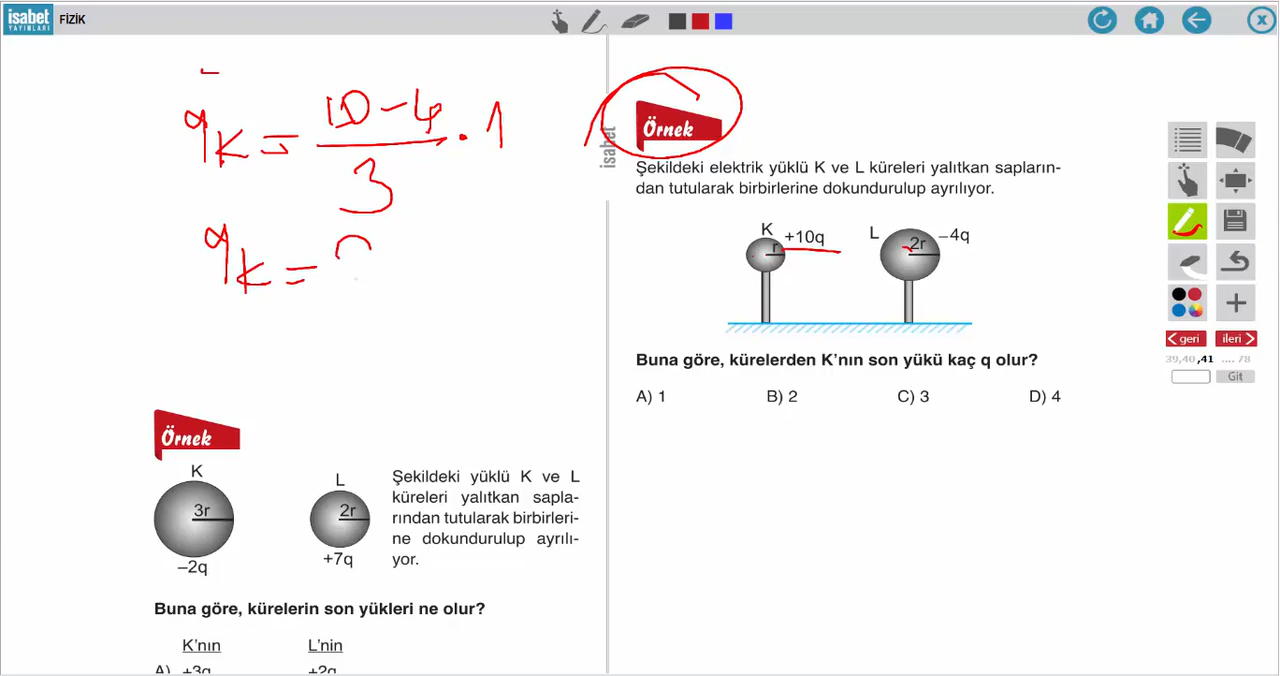 isabet
YAYINLARI
FİZİK
qK = 10 - 4 / 3 . 1
qK =
Örnek
K
3r
−2q
L
2r
+7q
Şekildeki yüklü K ve L
küreleri yalıtkan sapla-
rından tutularak birbirleri-
ne dokundurulup ayrılı-
yor.
Buna göre, kürelerin son yükleri ne olur?
K'nın L'nin
A) +3q +2q
isabet
Örnek
Şekildeki elektrik yüklü K ve L küreleri yalıtkan sapların-
dan tutularak birbirlerine dokundurulup ayrılıyor.
K
+10q
r
L
−4q
2r
Buna göre, kürelerden K'nın son yükü kaç q olur?
A) 1 B) 2 C) 3 D) 4
geri ileri
39,40,41 .... 78
Git